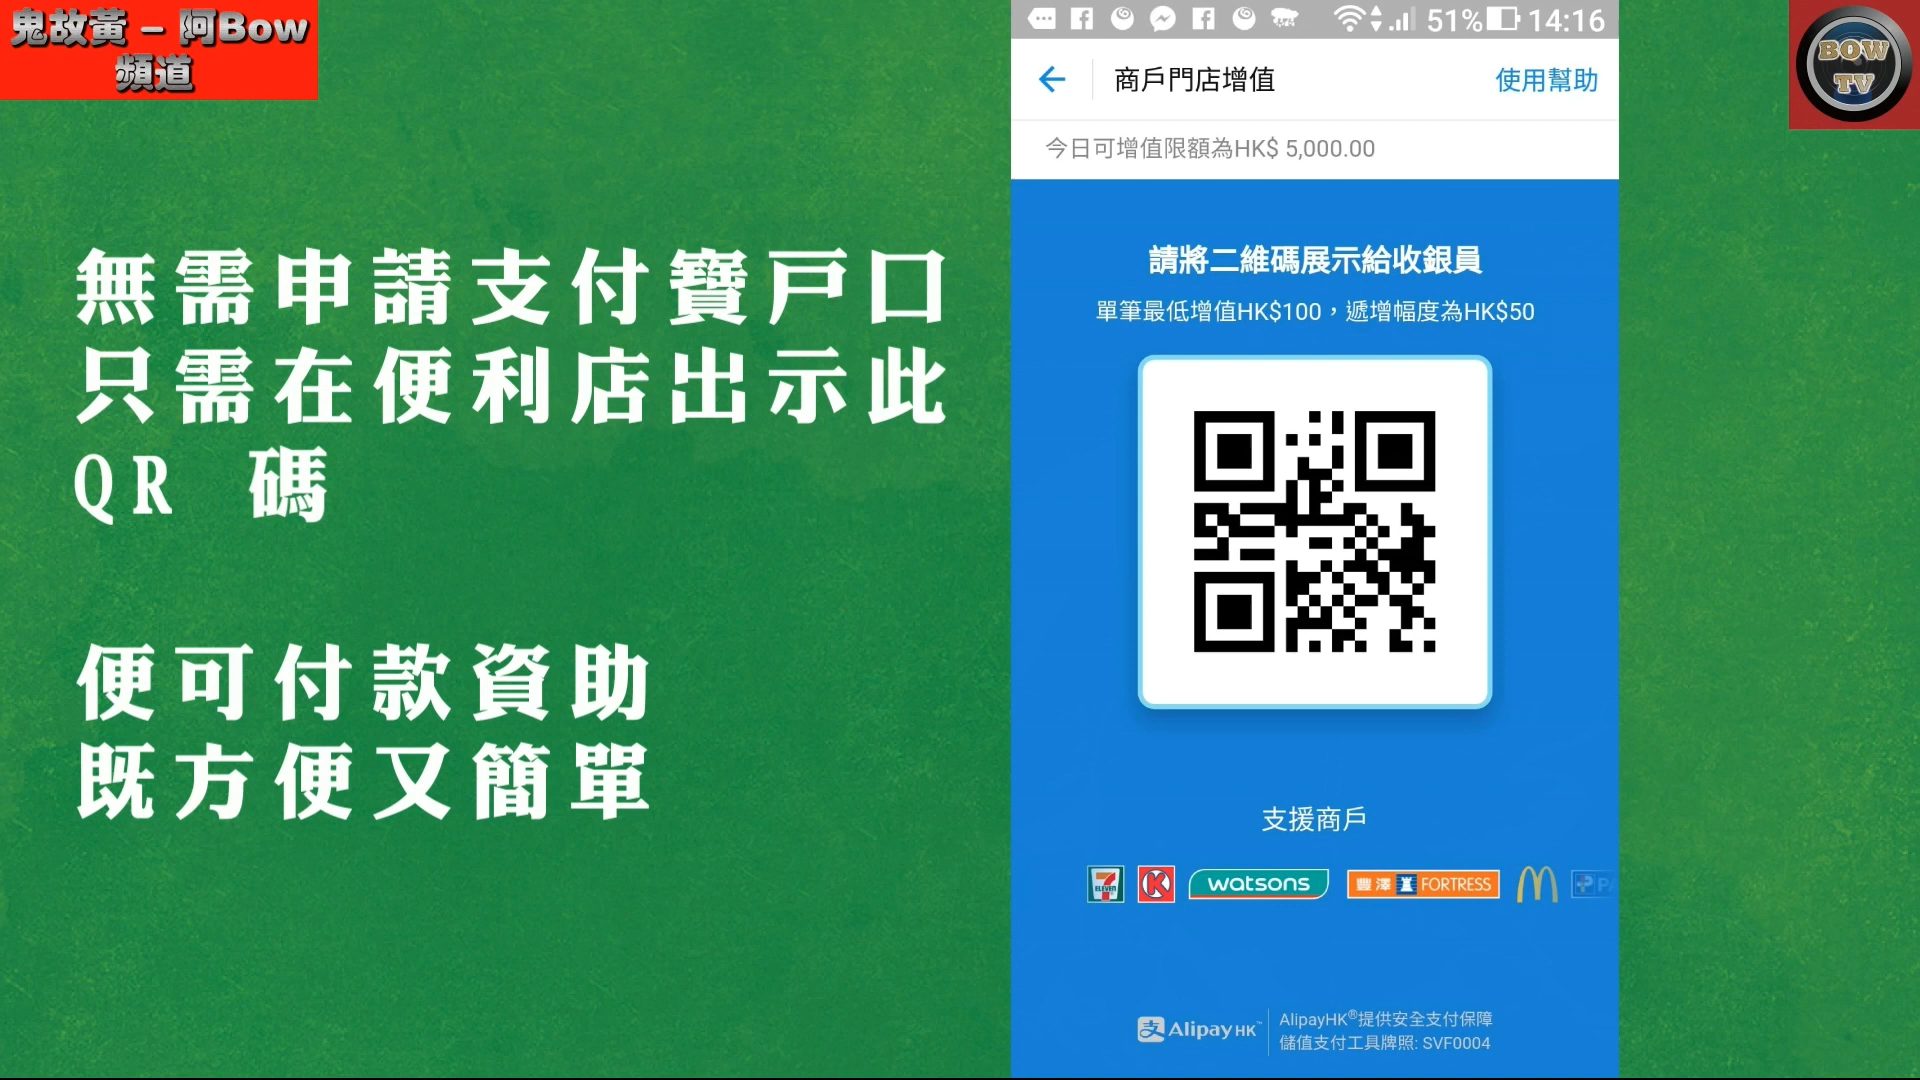 鬼故黃 – 阿Bow
頻道
無需申請支付寶戶口
只需在便利店出示此
QR 碼
便可付款資助
既方便又簡單
51% 14:16
商戶門店增值
使用幫助
今日可增值限額為HK$ 5,000.00
請將二維碼展示給收銀員
單筆最低增值HK$100，遞增幅度為HK$50
支援商戶
7 ELEVEN
K
watsons
豐澤 FORTRESS
支 AlipayHK™
AlipayHK®提供安全支付保障
儲值支付工具牌照: SVF0004
BOW
TV